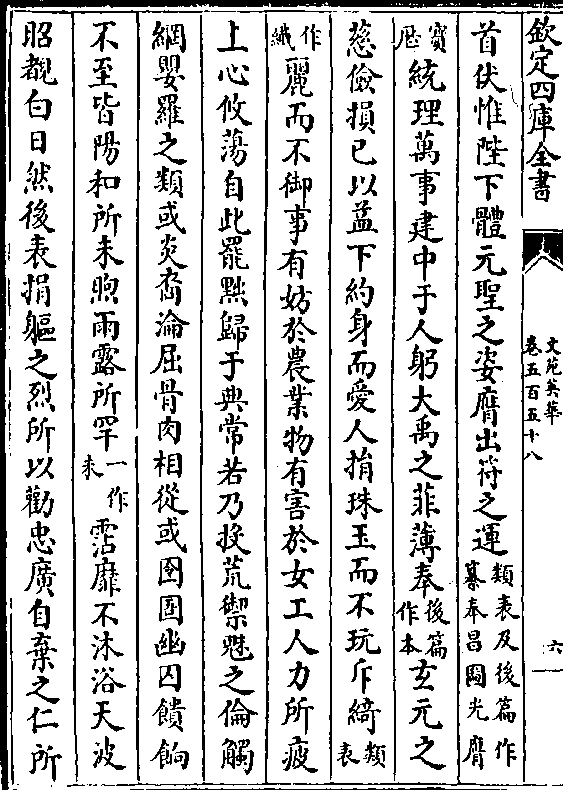 欽定四庫全書
文苑英華
卷五百五十八
六
首伏惟陛下體元聖之姿膺出符之運類表及後篇作纂奉昌圖光膺
寶厯統理萬事建中于人躬大禹之菲薄奉後篇作本玄元之
慈儉損已以益下約身而愛人捐珠玉而不玩斥綺類表
作纎麗而不御事有妨於農業物有害於女工人力所疲
上心攸蕩自此罷㸃歸于典常若乃投荒禦魅之倫觸
網嬰羅之類或炎裔淪屈骨肉相從或囹圄幽囚饋餉
不至皆陽和所未煦雨露所罕一作未霑靡不沐浴天波
昭覩白日然後表捐軀之烈所以勸忠廣自棄之仁所